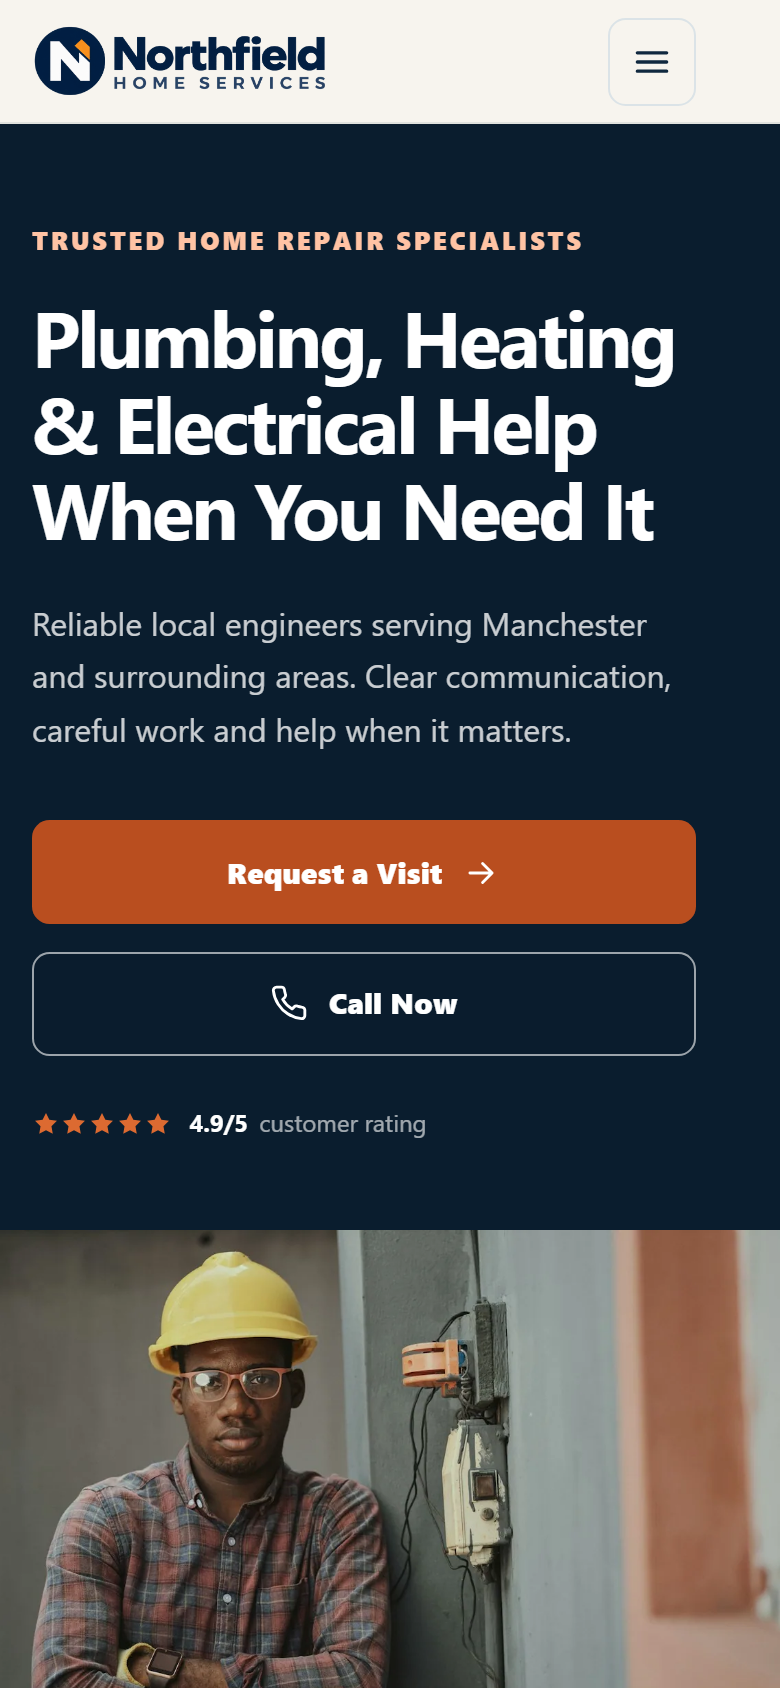 Northfield
HOME SERVICES
TRUSTED HOME REPAIR SPECIALISTS
Plumbing, Heating
& Electrical Help
When You Need It
Reliable local engineers serving Manchester
and surrounding areas. Clear communication,
careful work and help when it matters.
Request a Visit
Call Now
4.9/5 customer rating